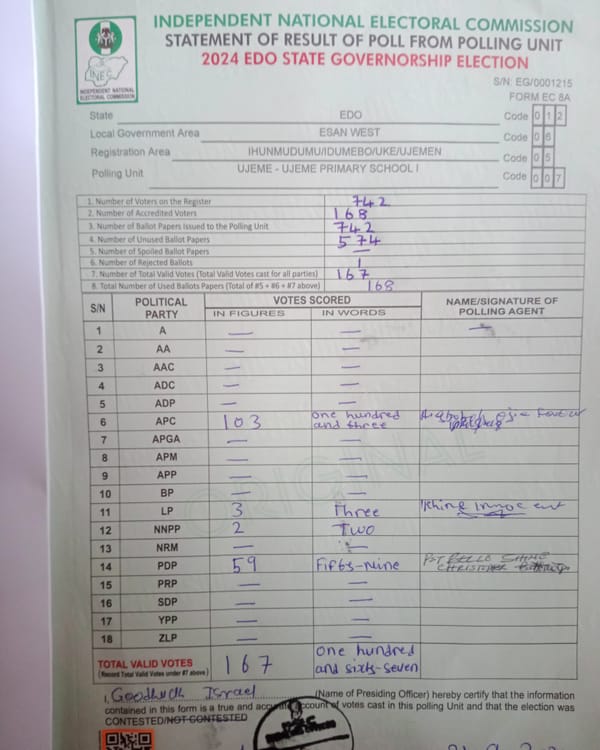 INDEPENDENT NATIONAL ELECTORAL COMMISSION
STATEMENT OF RESULT OF POLL FROM POLLING UNIT
2024 EDO STATE GOVERNORSHIP ELECTION
INEC
INDEPENDENT NATIONAL ELECTORAL COMMISSION
S/N: EG/0001215
FORM EC 8A
State EDO Code 0 1 2
Local Government Area ESAN WEST Code 0 6
Registration Area IHUNMUDUMU/IDUMEBO/UKE/UJEMEN Code 0 5
Polling Unit UJEME - UJEME PRIMARY SCHOOL I Code 0 0 7
1. Number of Voters on the Register 742
2. Number of Accredited Voters 168
3. Number of Ballot Papers Issued to the Polling Unit 742
4. Number of Unused Ballot Papers 574
5. Number of Spoiled Ballot Papers —
6. Number of Rejected Ballots 1
7. Number of Total Valid Votes (Total Valid Votes cast for all parties) 167
8. Total Number of Used Ballots Papers (Total of #5 + #6 + #7 above) 168
S/N POLITICAL PARTY VOTES SCORED NAME/SIGNATURE OF POLLING AGENT
IN FIGURES IN WORDS
1 A — — —
2 AA — —
3 AAC — —
4 ADC — —
5 ADP — —
6 APC 103 one hundred and three
7 APGA — —
8 APM — —
9 APP — —
10 BP — —
11 LP 3 Three
12 NNPP 2 Two
13 NRM — —
14 PDP 59 Fifty-Nine
15 PRP — —
16 SDP — —
17 YPP — —
18 ZLP — —
ORIGINAL
TOTAL VALID VOTES 167 one hundred and sixty-seven
(Record Total Valid Votes under #7 above)
I, Goodluck Israel (Name of Presiding Officer) hereby certify that the information
contained in this form is a true and accurate account of votes cast in this polling Unit and that the election was
CONTESTED/NOT CONTESTED